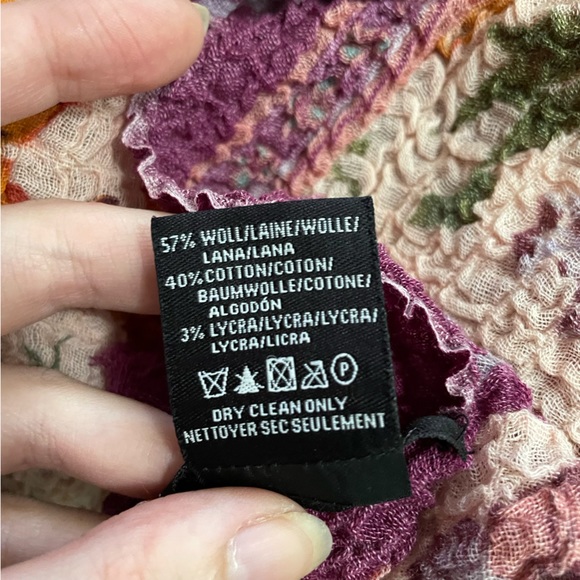 57% WOLL/LAINE/WOLLE/
LANA/LANA
40% COTTON/COTON/
BAUMWOLLE/COTONE/
ALGODÓN
3% LYCRA/LYCRA/LYCRA/
LYCRA/LICRA
P
DRY CLEAN ONLY
NETTOYER SEC SEULEMENT